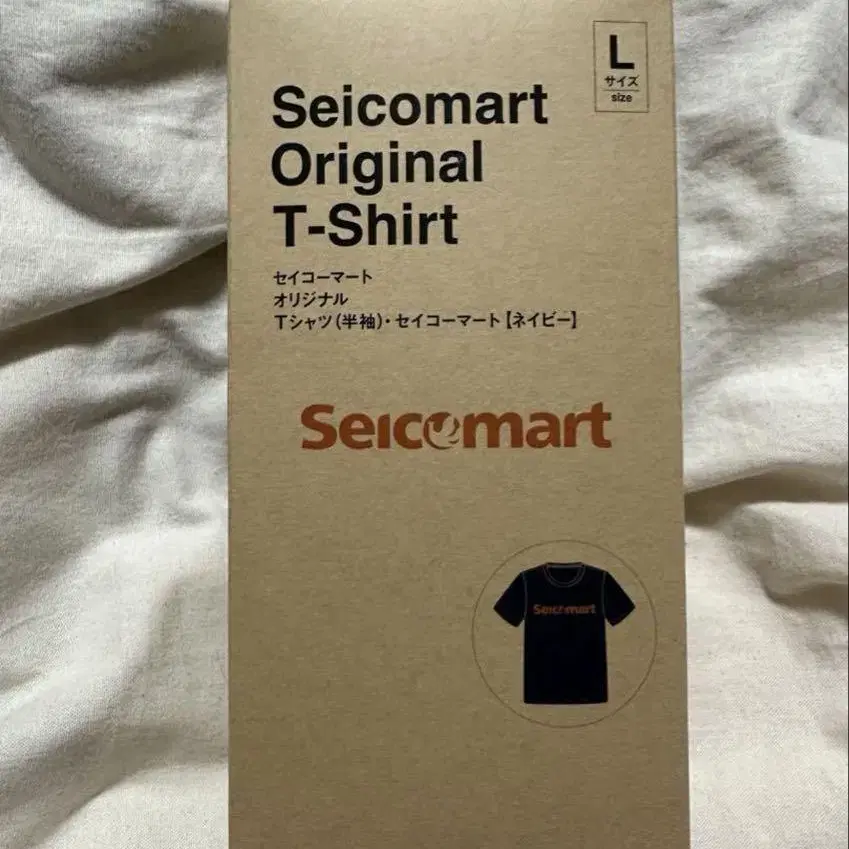 L
サイズ
size
Seicomart
Original
T-Shirt
セイコーマート
オリジナル
Tシャツ(半袖)・セイコーマート【ネイビー】
Seicomart
Seicomart